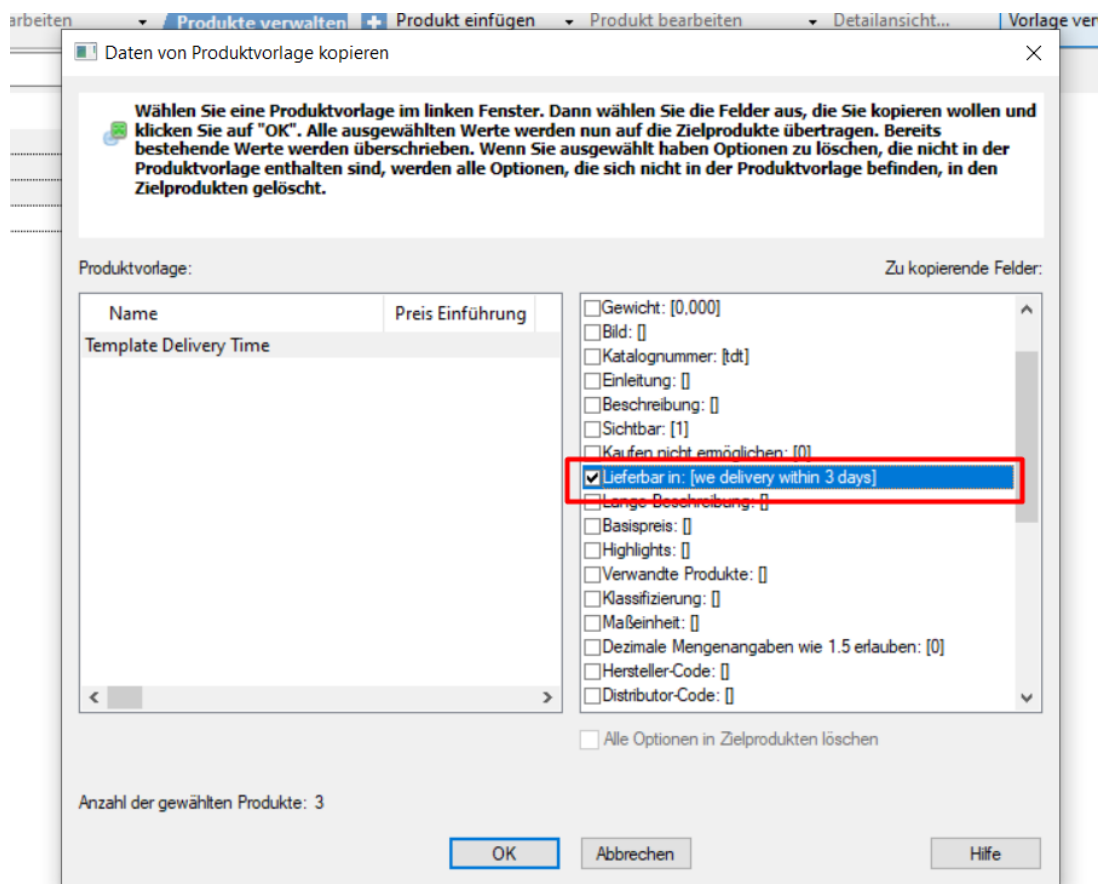 arbeiten Produkte verwalten Produkt einfügen Produkt bearbeiten Detailansicht... Vorlage ver
Daten von Produktvorlage kopieren
Wählen Sie eine Produktvorlage im linken Fenster. Dann wählen Sie die Felder aus, die Sie kopieren wollen und
klicken Sie auf "OK". Alle ausgewählten Werte werden nun auf die Zielprodukte übertragen. Bereits
bestehende Werte werden überschrieben. Wenn Sie ausgewählt haben Optionen zu löschen, die nicht in der
Produktvorlage enthalten sind, werden alle Optionen, die sich nicht in der Produktvorlage befinden, in den
Zielprodukten gelöscht.
Produktvorlage:
Zu kopierende Felder:
Name Preis Einführung
Template Delivery Time
Gewicht: [0,000]
Bild: []
Katalognummer: [tdt]
Einleitung: []
Beschreibung: []
Sichtbar: [1]
Kaufen nicht ermöglichen: [0]
Lieferbar in: [we delivery within 3 days]
Lange Beschreibung: []
Basispreis: []
Highlights: []
Verwandte Produkte: []
Klassifizierung: []
Maßeinheit: []
Dezimale Mengenangaben wie 1.5 erlauben: [0]
Hersteller-Code: []
Distributor-Code: []
Alle Optionen in Zielprodukten löschen
Anzahl der gewählten Produkte: 3
OK Abbrechen Hilfe